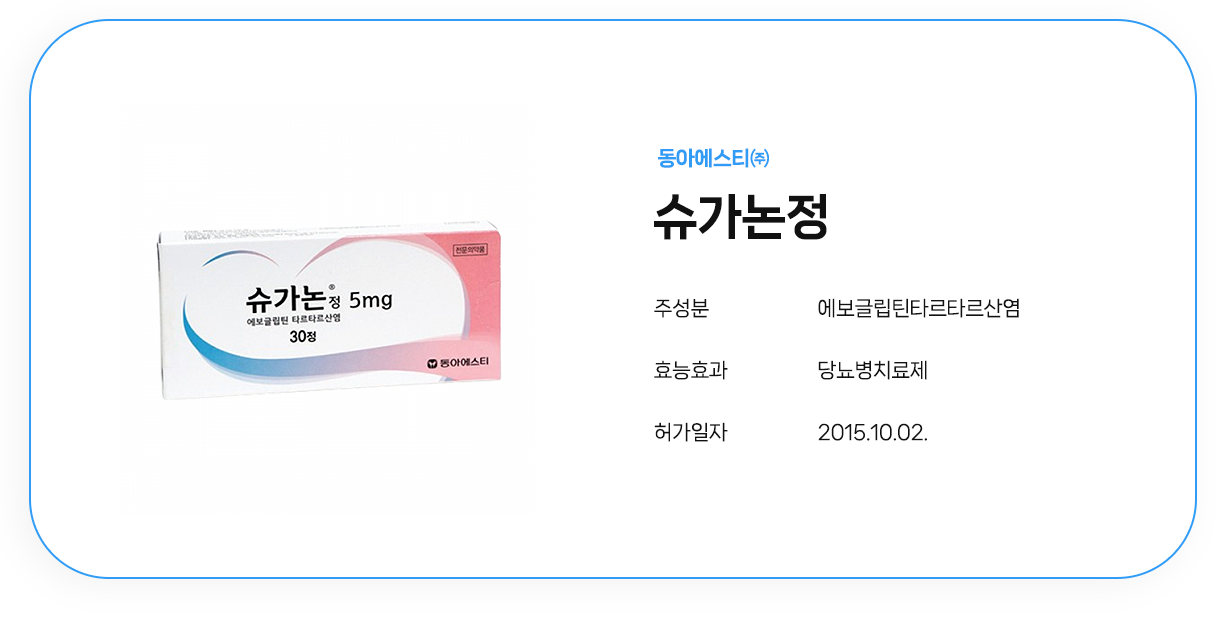 동아에스티㈜
슈가논정
전문의약품
슈가논®정 5mg
에보글립틴 타르타르산염
30정
동아에스티
주성분 에보글립틴타르타르산염
효능효과 당뇨병치료제
허가일자 2015.10.02.